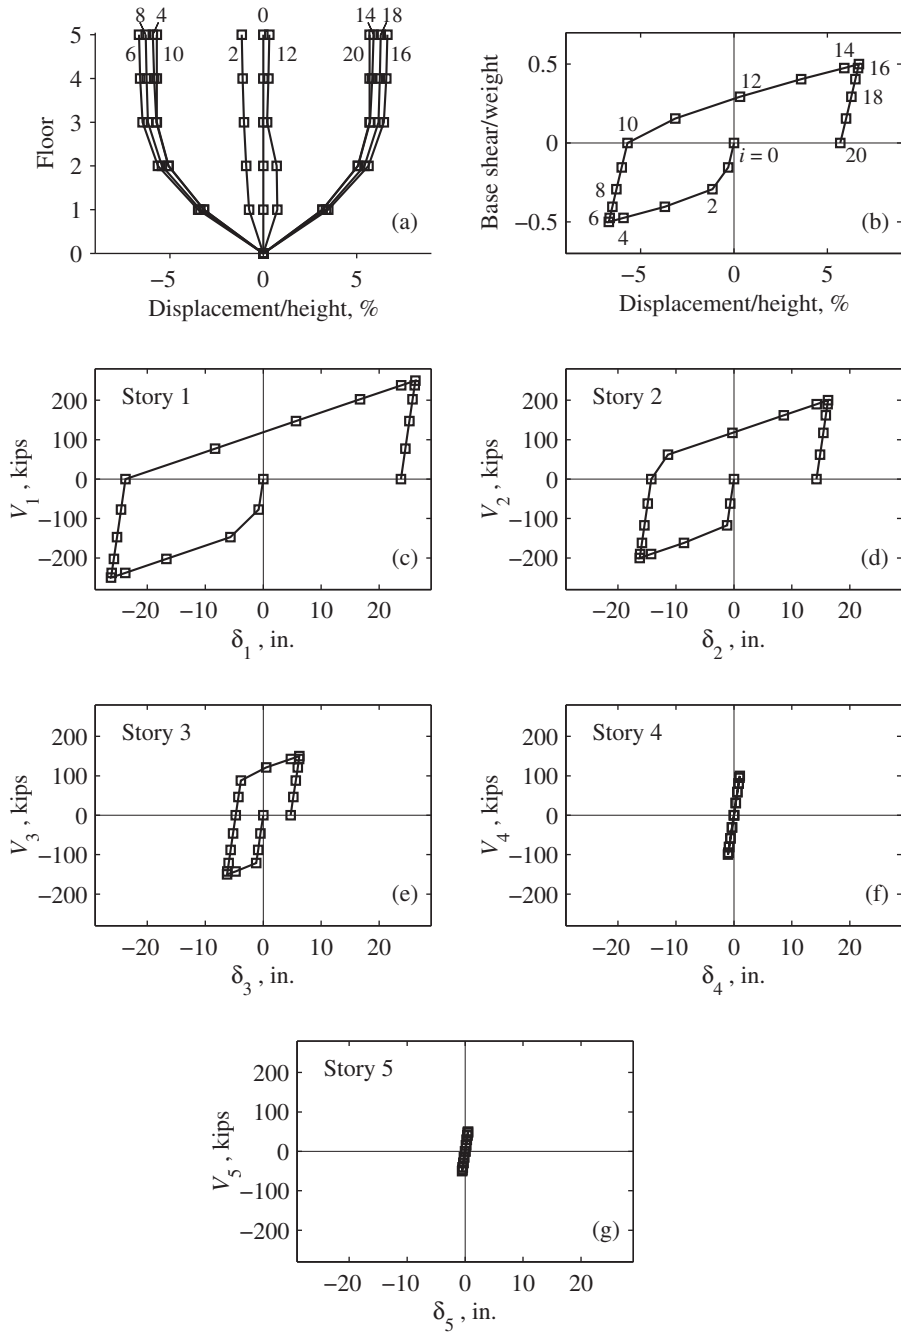 8 4 0 14 18
6 10 2 12 20 16
5
4
3
2
1
0
Floor
(a)
−5 0 5
Displacement/height, %
0.5
0
−0.5
Base shear/weight
14
16
12
18
10
i = 0
20
8
6
2
4
(b)
−5 0 5
Displacement/height, %
Story 1
200
100
0
−100
−200
V1 , kips
(c)
−20 −10 0 10 20
δ1 , in.
Story 2
200
100
0
−100
−200
V2 , kips
(d)
−20 −10 0 10 20
δ2 , in.
Story 3
200
100
0
−100
−200
V3 , kips
(e)
−20 −10 0 10 20
δ3 , in.
Story 4
200
100
0
−100
−200
V4 , kips
(f)
−20 −10 0 10 20
δ4 , in.
Story 5
200
100
0
−100
−200
V5 , kips
(g)
−20 −10 0 10 20
δ5 , in.